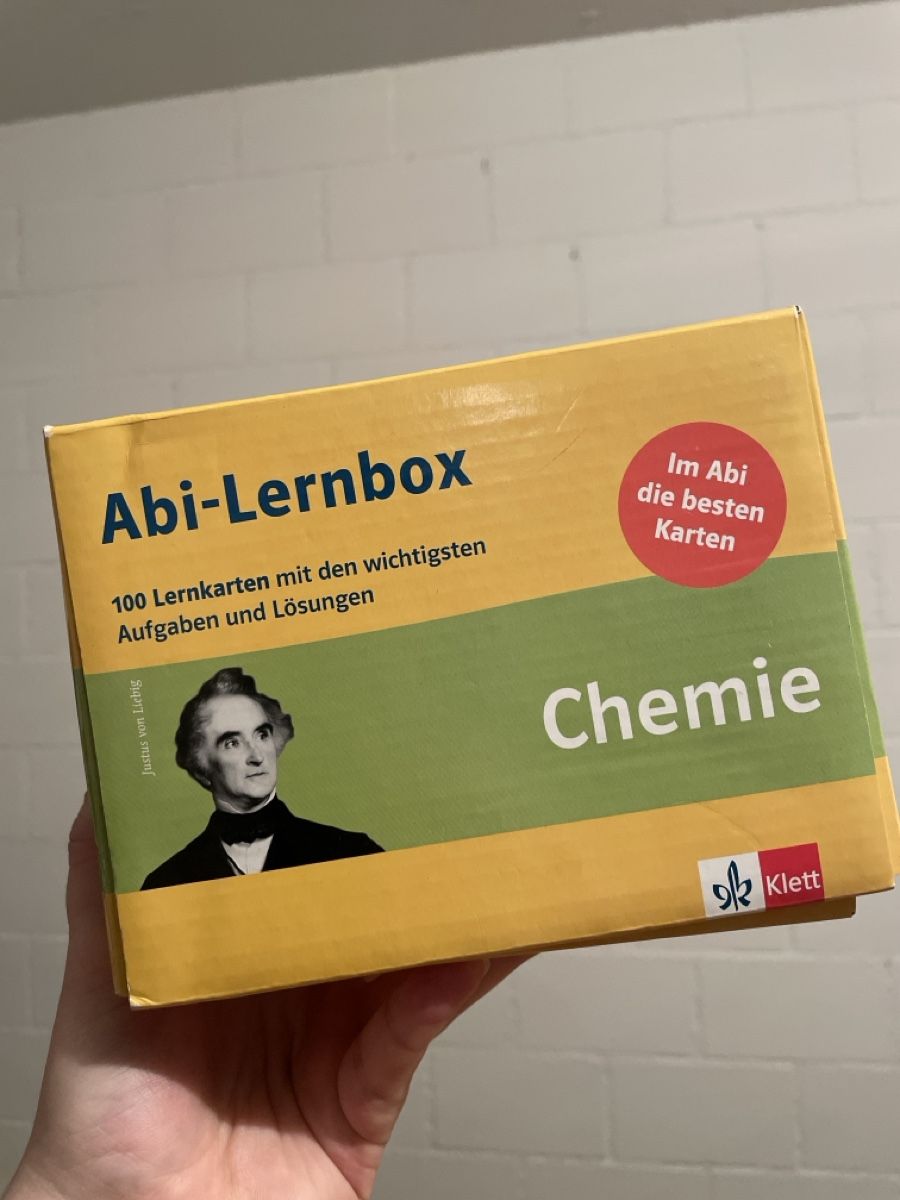 Abi-Lernbox
100 Lernkarten mit den wichtigsten
Aufgaben und Lösungen
Im Abi
die besten
Karten
Justus von Liebig
Chemie
Klett